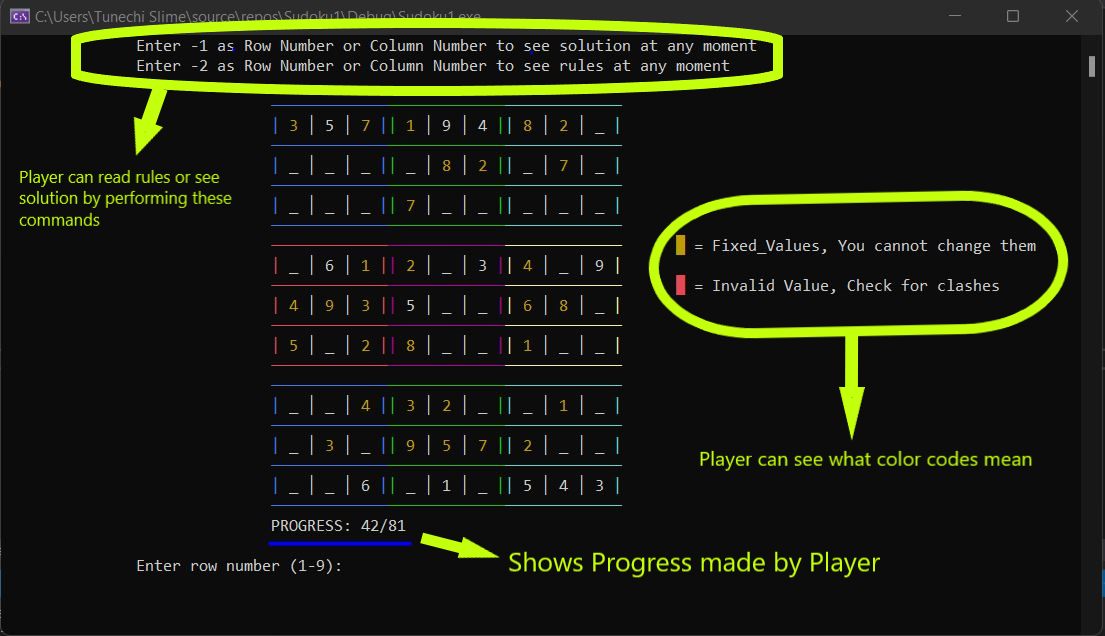 C:\Users\Tunechi Slime\source\repos\Sudoku1\Debug\Sudoku1.exe
Enter -1 as Row Number or Column Number to see solution at any moment
Enter -2 as Row Number or Column Number to see rules at any moment
| 3 | 5 | 7 || 1 | 9 | 4 || 8 | 2 | _ |
| _ | _ | _ || _ | 8 | 2 || _ | 7 | _ |
| _ | _ | _ || 7 | _ | _ || _ | _ | _ |
| _ | 6 | 1 || 2 | _ | 3 || 4 | _ | 9 |
| 4 | 9 | 3 || 5 | _ | _ || 6 | 8 | _ |
| 5 | _ | 2 || 8 | _ | _ || 1 | _ | _ |
| _ | _ | 4 || 3 | 2 | _ || _ | 1 | _ |
| _ | 3 | _ || 9 | 5 | 7 || 2 | _ | _ |
| _ | _ | 6 || _ | 1 | _ || 5 | 4 | 3 |
PROGRESS: 42/81
Enter row number (1-9):
Player can read rules or see
solution by performing these
commands
= Fixed_Values, You cannot change them
= Invalid Value, Check for clashes
Player can see what color codes mean
Shows Progress made by Player